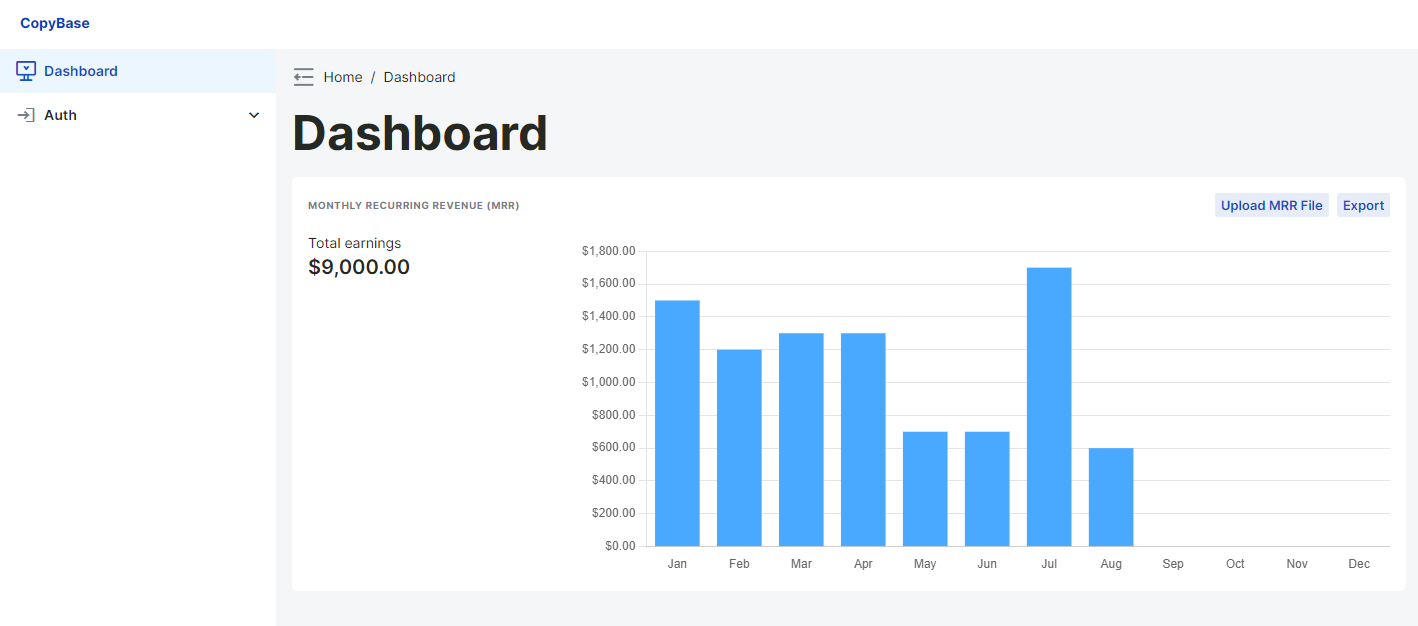 CopyBase
Dashboard
Auth
Home / Dashboard
Dashboard
MONTHLY RECURRING REVENUE (MRR)
Upload MRR File
Export
Total earnings
$9,000.00
$1,800.00
$1,600.00
$1,400.00
$1,200.00
$1,000.00
$800.00
$600.00
$400.00
$200.00
$0.00
Jan Feb Mar Apr May Jun Jul Aug Sep Oct Nov Dec